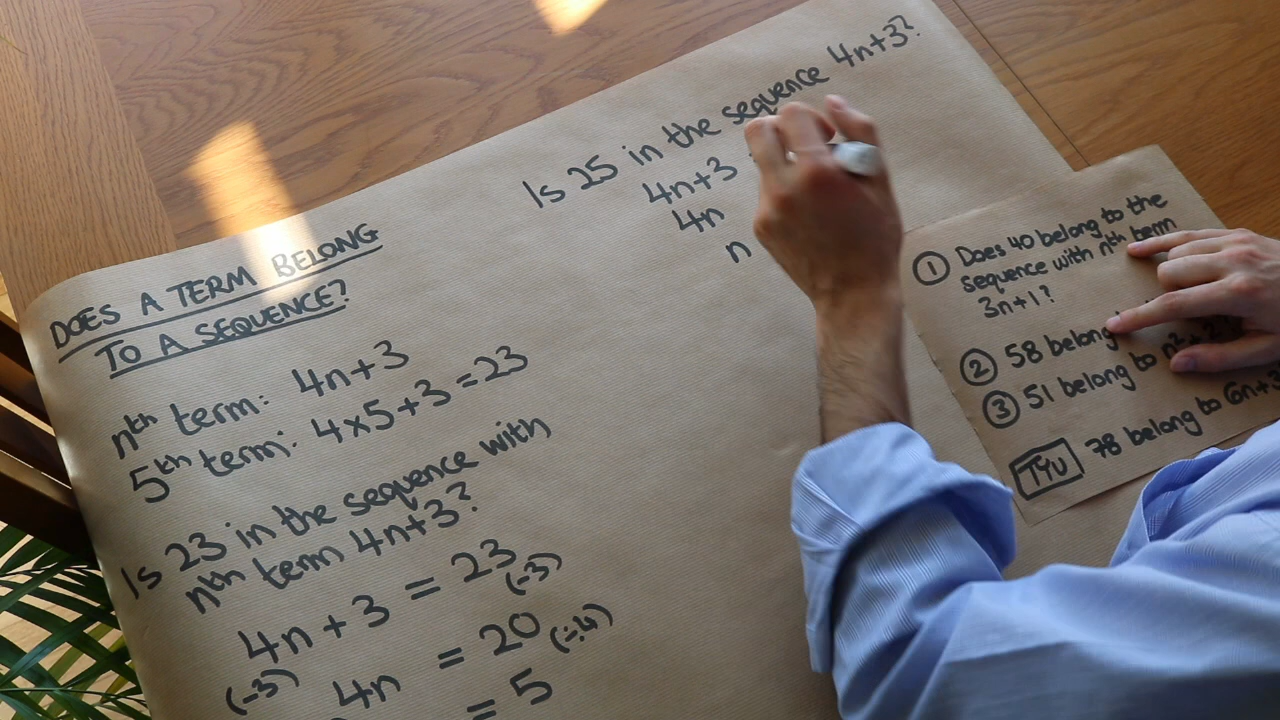 DOES A TERM BELONG
TO A SEQUENCE?
nth term: 4n+3
5th term: 4×5+3=23
Is 23 in the sequence with
nth term 4n+3?
4n + 3 = 23
(-3) (-3)
4n = 20 (÷4)
= 5
Is 25 in the sequence 4n+3?
4n+3
4n
n
① Does 40 belong to the
sequence with nth term
3n+1?
② 58 belong
③ 51 belong to n²+2
TYU 78 belong to 6n+3